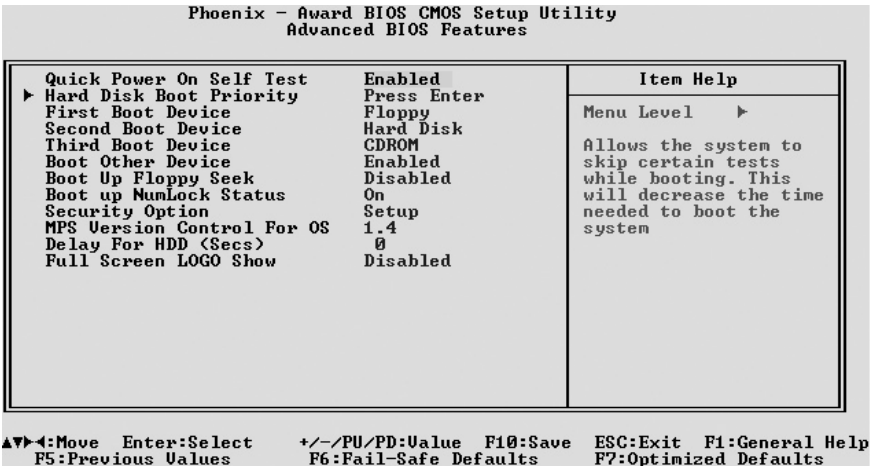 Phoenix - Award BIOS CMOS Setup Utility
Advanced BIOS Features
Quick Power On Self Test Enabled
▶ Hard Disk Boot Priority Press Enter
First Boot Device Floppy
Second Boot Device Hard Disk
Third Boot Device CDROM
Boot Other Device Enabled
Boot Up Floppy Seek Disabled
Boot up NumLock Status On
Security Option Setup
MPS Version Control For OS 1.4
Delay For HDD (Secs) 0
Full Screen LOGO Show Disabled
Item Help
Menu Level ▶
Allows the system to
skip certain tests
while booting. This
will decrease the time
needed to boot the
system
▲▼▶◀:Move Enter:Select +/-/PU/PD:Value F10:Save ESC:Exit F1:General Help
F5:Previous Values F6:Fail-Safe Defaults F7:Optimized Defaults